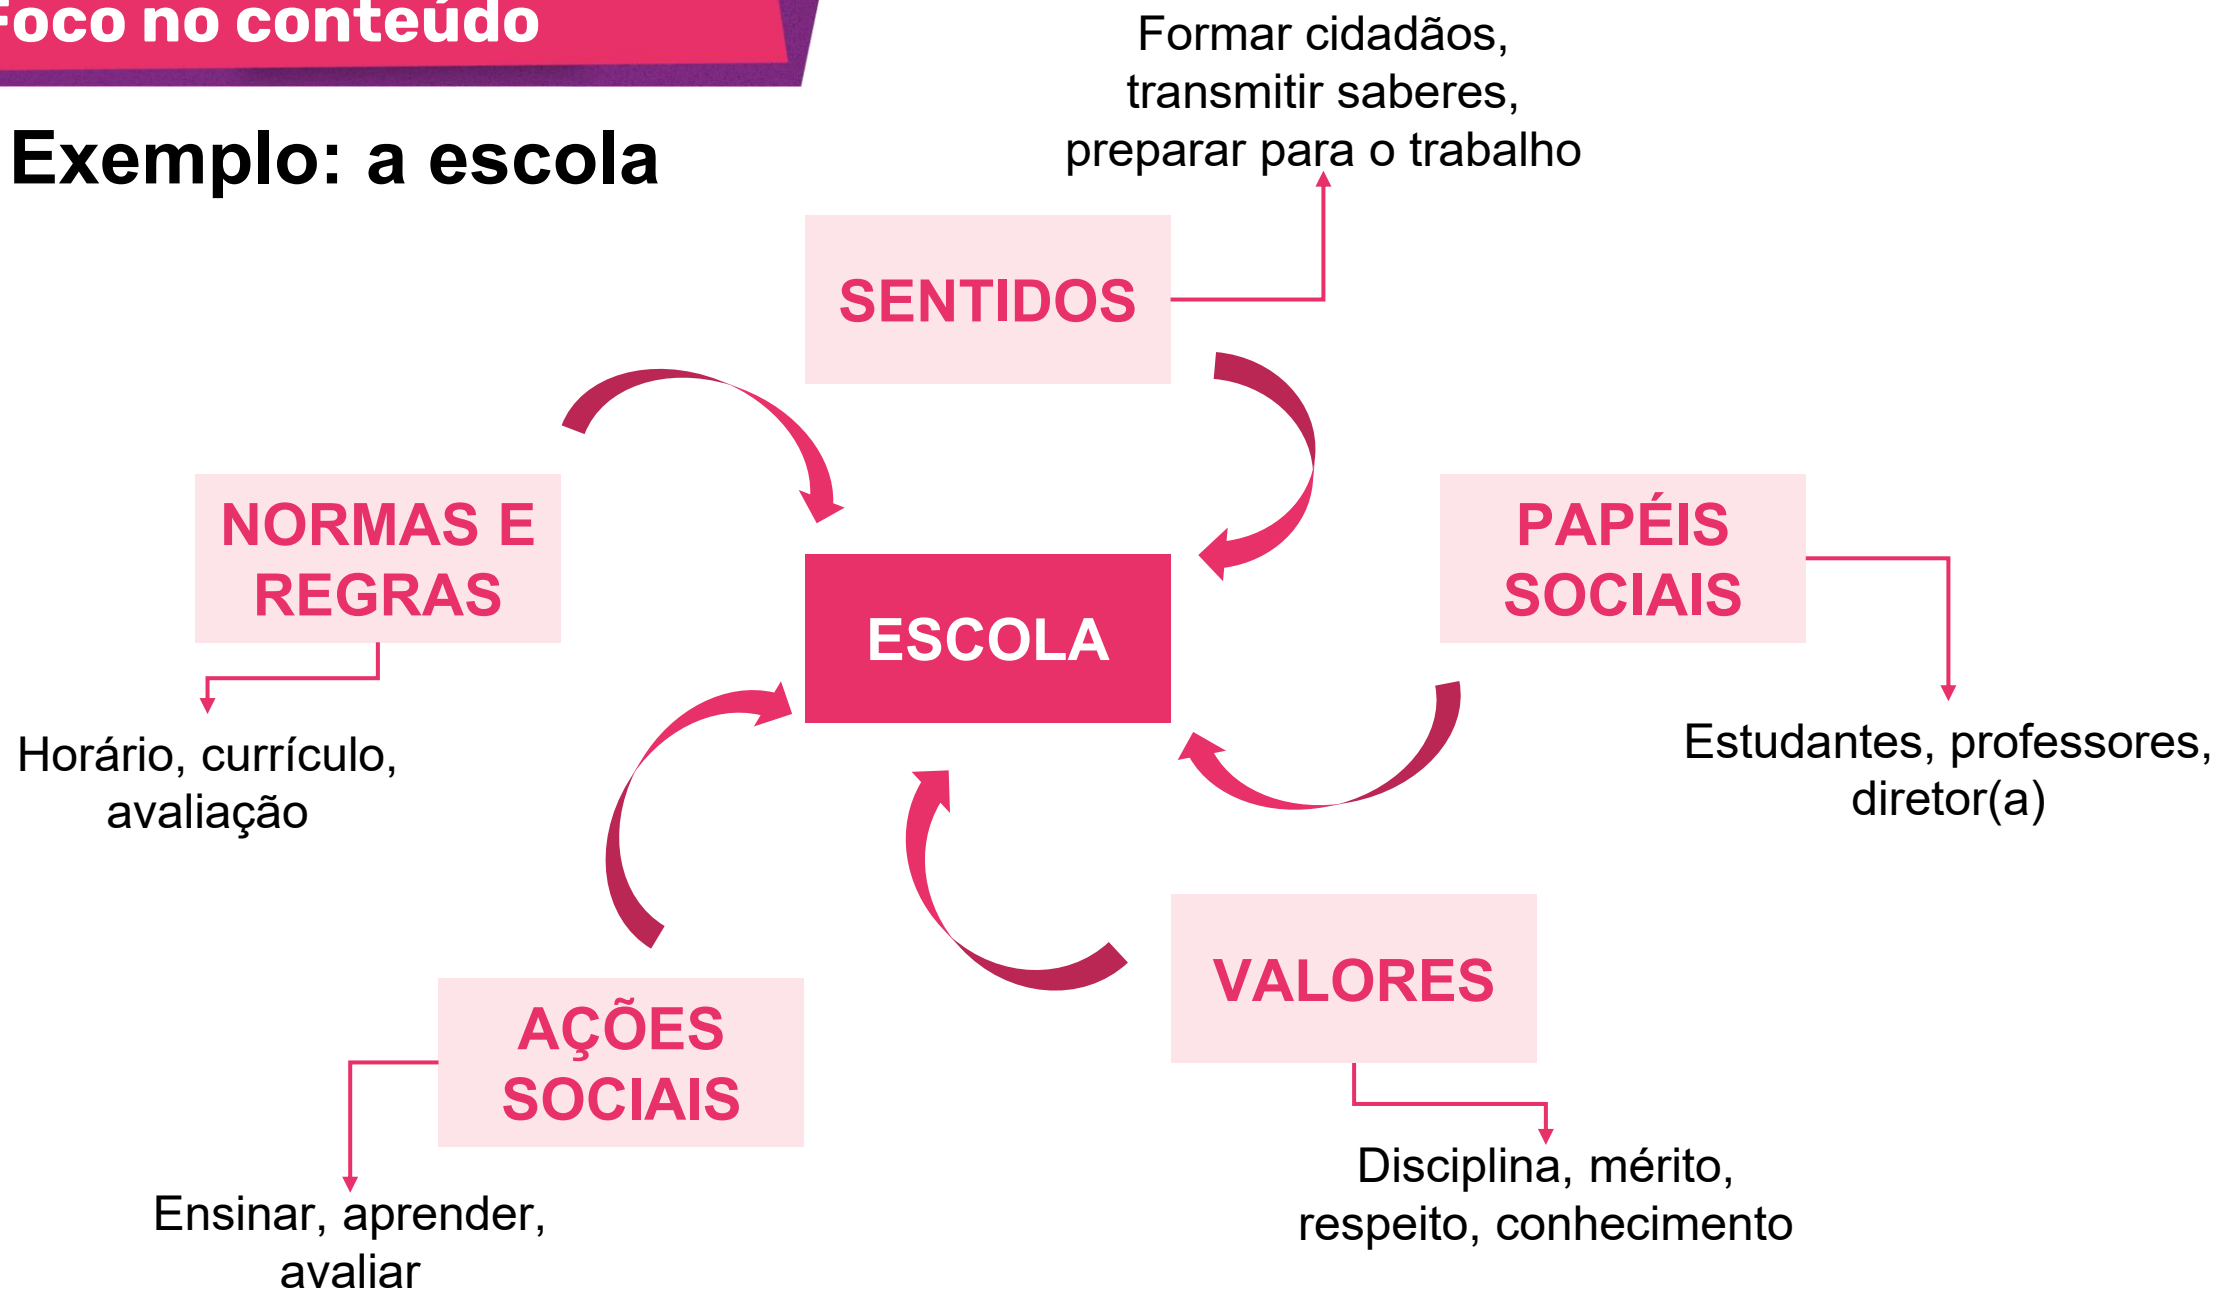 Foco no conteúdo
Exemplo: a escola
Formar cidadãos,
transmitir saberes,
preparar para o trabalho
SENTIDOS
NORMAS E
REGRAS
Horário, currículo,
avaliação
ESCOLA
PAPÉIS
SOCIAIS
Estudantes, professores,
diretor(a)
AÇÕES
SOCIAIS
Ensinar, aprender,
avaliar
VALORES
Disciplina, mérito,
respeito, conhecimento